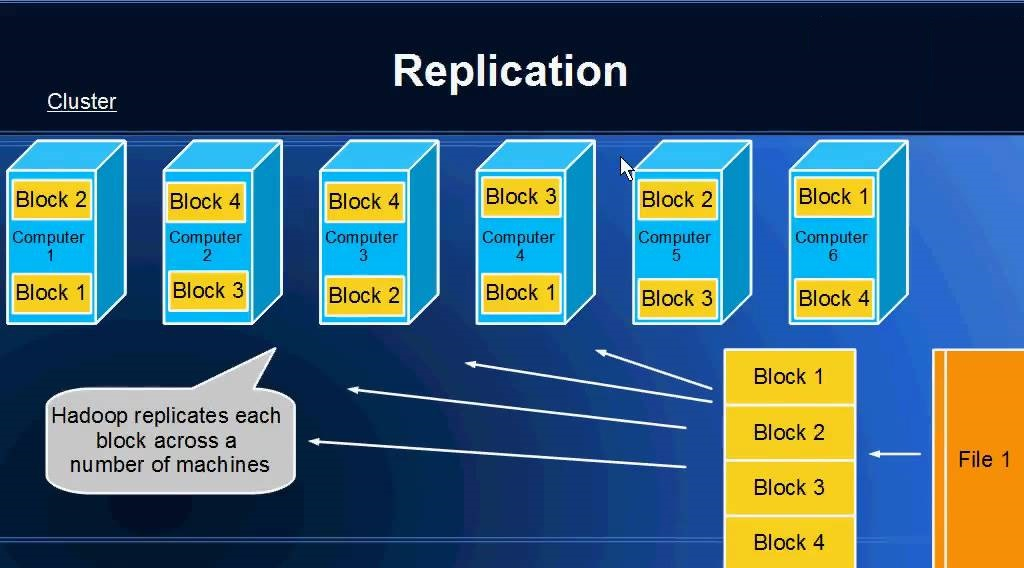 Replication
Cluster
Block 2
Computer
1
Block 1
Block 4
Computer
2
Block 3
Block 4
Computer
3
Block 2
Block 3
Computer
4
Block 1
Block 2
Computer
5
Block 3
Block 1
Computer
6
Block 4
Hadoop replicates each
block across a
number of machines
Block 1
Block 2
Block 3
Block 4
File 1